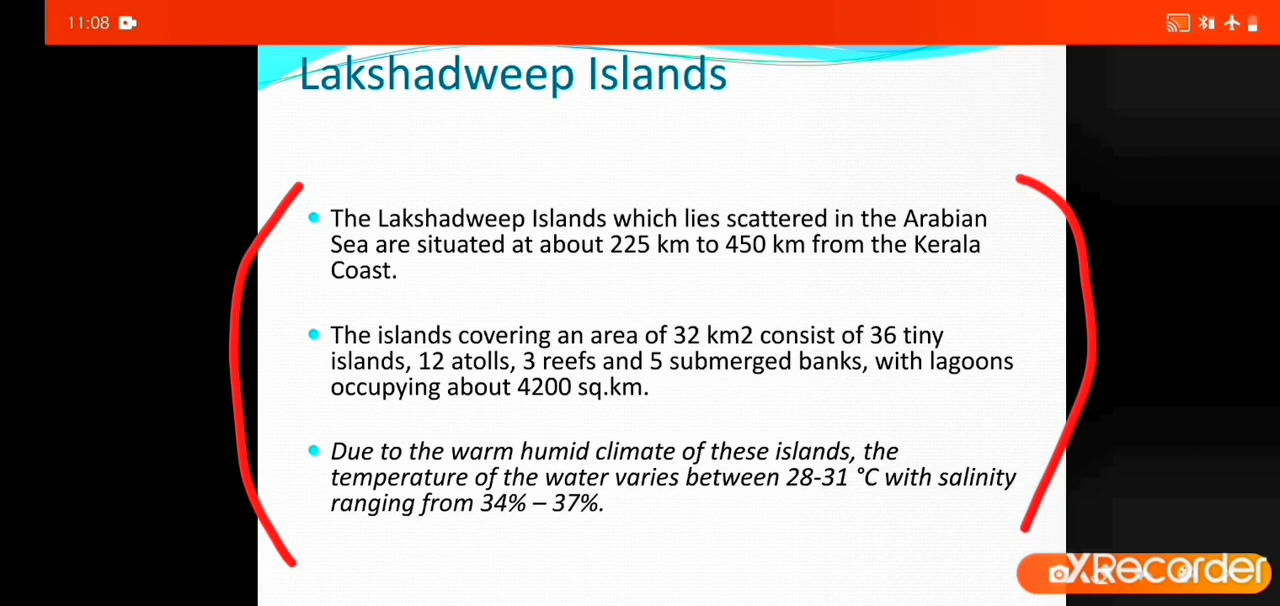 11:08
Lakshadweep Islands
The Lakshadweep Islands which lies scattered in the Arabian
Sea are situated at about 225 km to 450 km from the Kerala
Coast.
The islands covering an area of 32 km2 consist of 36 tiny
islands, 12 atolls, 3 reefs and 5 submerged banks, with lagoons
occupying about 4200 sq.km.
Due to the warm humid climate of these islands, the
temperature of the water varies between 28-31 °C with salinity
ranging from 34% – 37%.
XRecorder